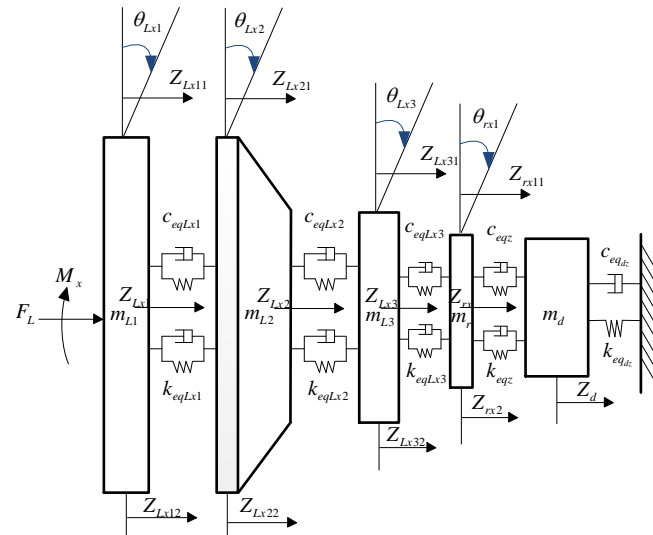 θ_{Lx1}
θ_{Lx2}
Z_{Lx11}
Z_{Lx21}
θ_{Lx3}
θ_{rx1}
Z_{Lx31}
Z_{rx11}
c_{eqLx1}
c_{eqLx2}
c_{eqLx3}
c_{eqz}
c_{eq_{dz}}
M_x
F_L
Z_{Lx1}
m_{L1}
Z_{Lx2}
m_{L2}
Z_{Lx3}
m_{L3}
Z_{rx}
m_r
m_d
k_{eqLx1}
k_{eqLx2}
k_{eqLx3}
k_{eqz}
k_{eq_{dz}}
Z_{rx2}
Z_d
Z_{Lx32}
Z_{Lx12}
Z_{Lx22}